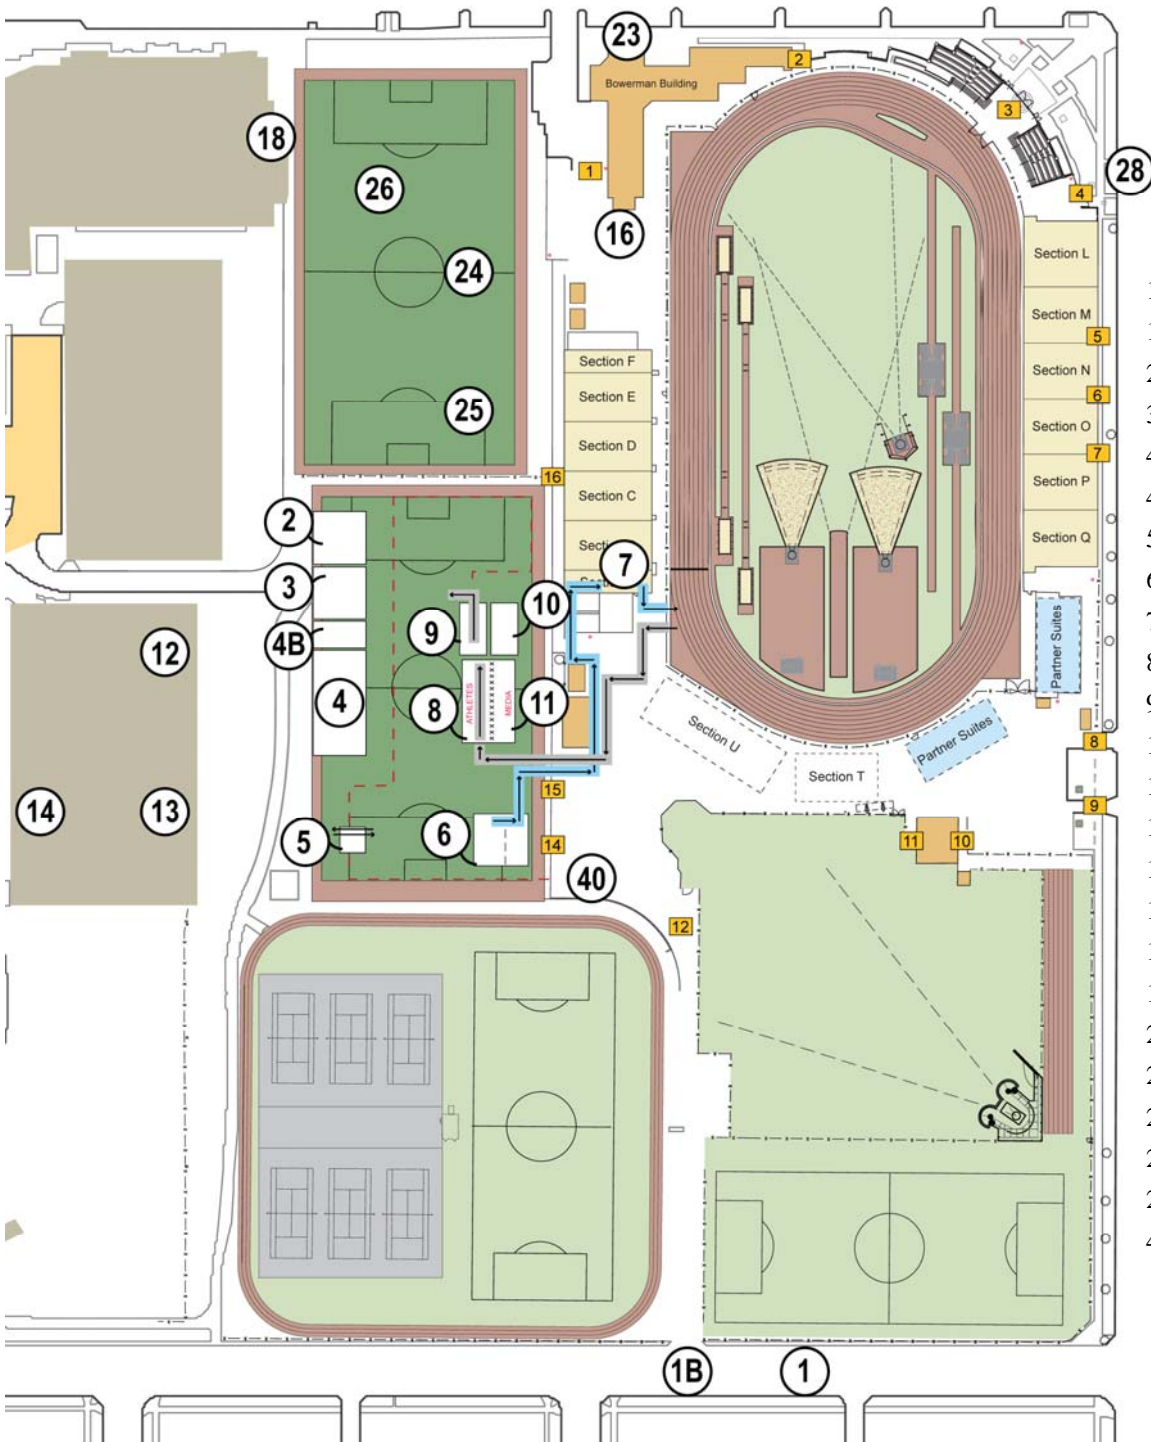 23
2
Bowerman Building
3
18
28
1
4
26
16
Section L
24
Section M
5
Section F
Section N
Section E
6
25
Section O
Section D
7
16
Section P
Section C
2
Section Q
7
3
10
9
4B
12
Partner Suites
4
8
ATHLETES
MEDIA
11
Section U
Partner Suites
8
Section T
15
14
13
9
5
6
14
11
10
40
12
1B
1